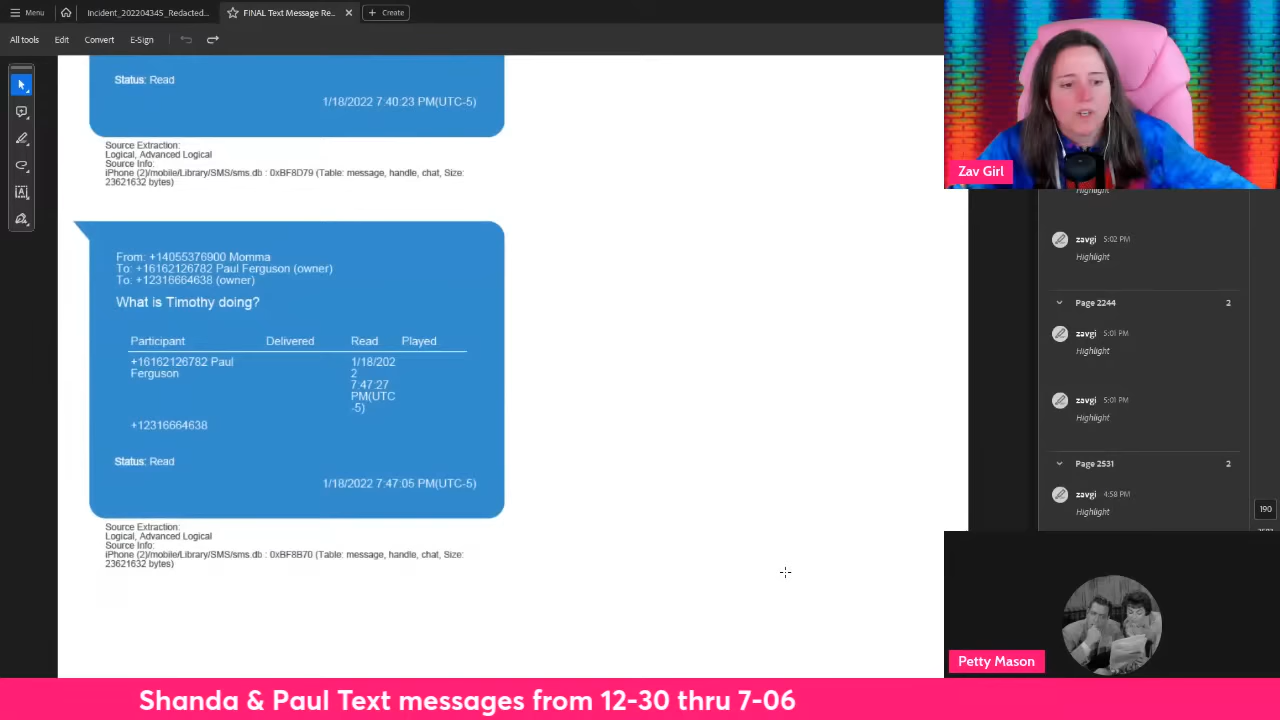 Menu
Incident_202204345_Redacted...
FINAL Text Message Re...
Create
All tools
Edit
Convert
E-Sign
Status: Read
1/18/2022 7:40:23 PM(UTC-5)
Source Extraction:
Logical, Advanced Logical
Source Info:
iPhone (2)/mobile/Library/SMS/sms.db : 0xBF8D79 (Table: message, handle, chat, Size:
23621632 bytes)
From: +14055376900 Momma
To: +16162126782 Paul Ferguson (owner)
To: +12316664638 (owner)
What is Timothy doing?
Participant Delivered Read Played
+16162126782 Paul
Ferguson
1/18/202
2
7:47:27
PM(UTC
-5)
+12316664638
Status: Read
1/18/2022 7:47:05 PM(UTC-5)
Source Extraction:
Logical, Advanced Logical
Source Info:
iPhone (2)/mobile/Library/SMS/sms.db : 0xBF8B70 (Table: message, handle, chat, Size:
23621632 bytes)
Zav Girl
Highlight
zavgi 5:02 PM
Highlight
Page 2244 2
zavgi 5:01 PM
Highlight
zavgi 5:01 PM
Highlight
Page 2531 2
zavgi 4:58 PM
Highlight
190
Petty Mason
Shanda & Paul Text messages from 12-30 thru 7-06